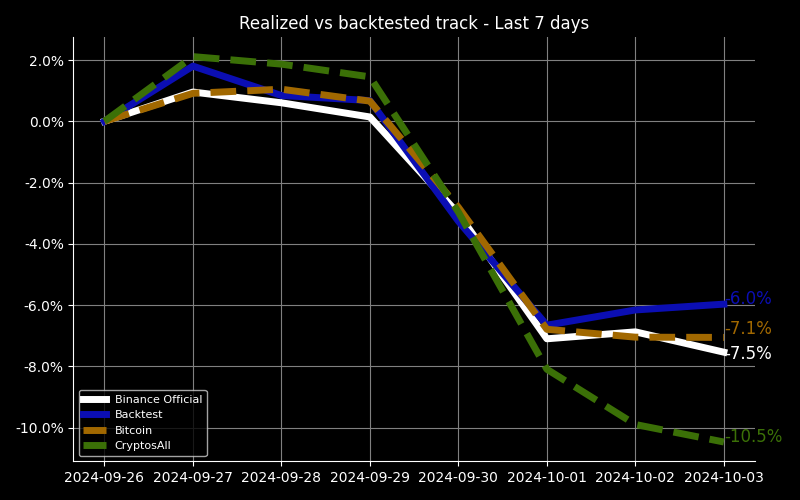 Realized vs backtested track - Last 7 days
2.0%
0.0%
-2.0%
-4.0%
-6.0%
-8.0%
-10.0%
-6.0%
-7.1%
-7.5%
-10.5%
Binance Official
Backtest
Bitcoin
CryptosAll
2024-09-26 2024-09-27 2024-09-28 2024-09-29 2024-09-30 2024-10-01 2024-10-02 2024-10-03